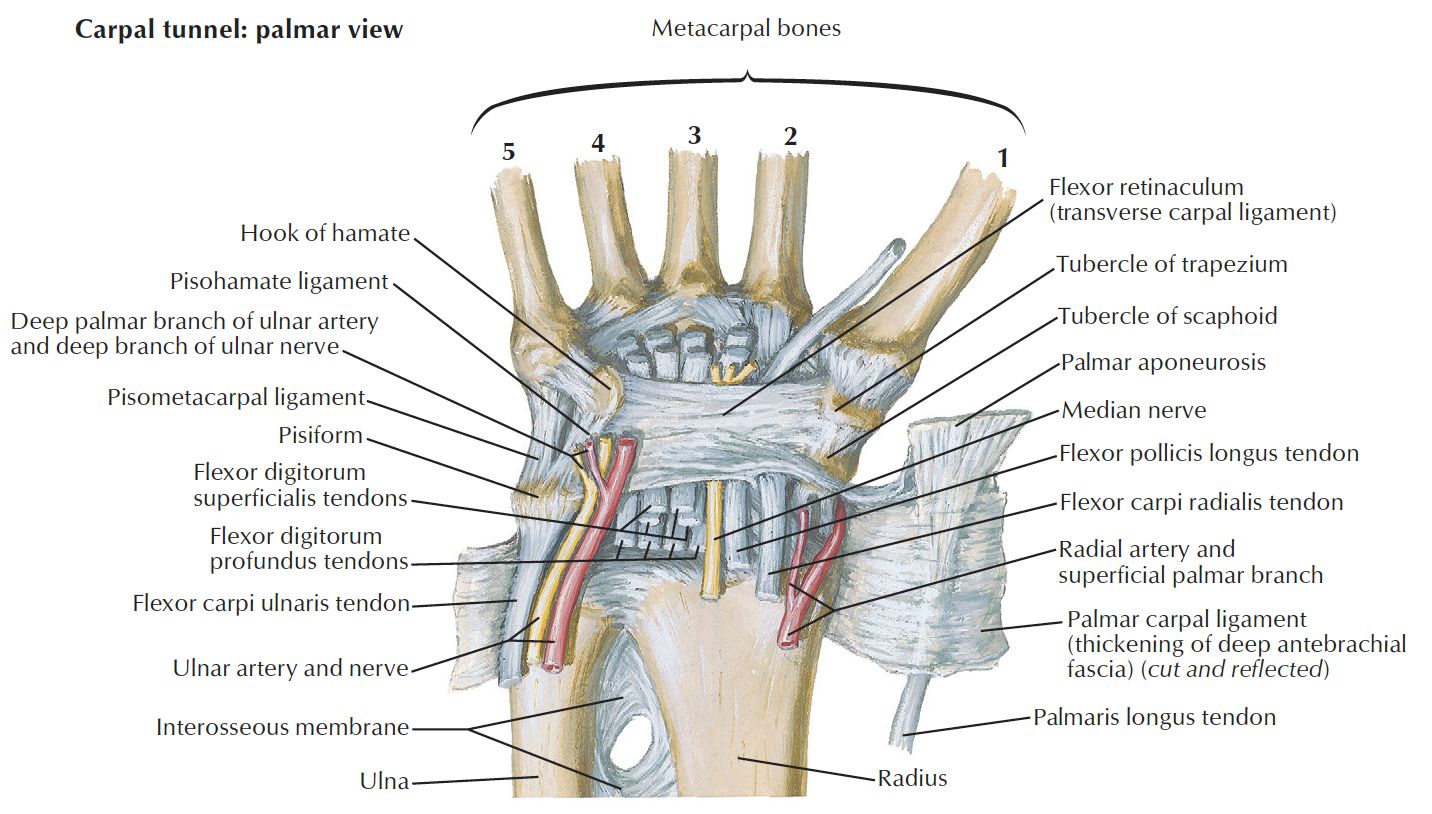 Carpal tunnel: palmar view
Metacarpal bones
5
4
3
2
1
Hook of hamate
Pisohamate ligament
Deep palmar branch of ulnar artery
and deep branch of ulnar nerve
Pisometacarpal ligament
Pisiform
Flexor digitorum
superficialis tendons
Flexor digitorum
profundus tendons
Flexor carpi ulnaris tendon
Ulnar artery and nerve
Interosseous membrane
Ulna
Flexor retinaculum
(transverse carpal ligament)
Tubercle of trapezium
Tubercle of scaphoid
Palmar aponeurosis
Median nerve
Flexor pollicis longus tendon
Flexor carpi radialis tendon
Radial artery and
superficial palmar branch
Palmar carpal ligament
(thickening of deep antebrachial
fascia) (cut and reflected)
Palmaris longus tendon
Radius